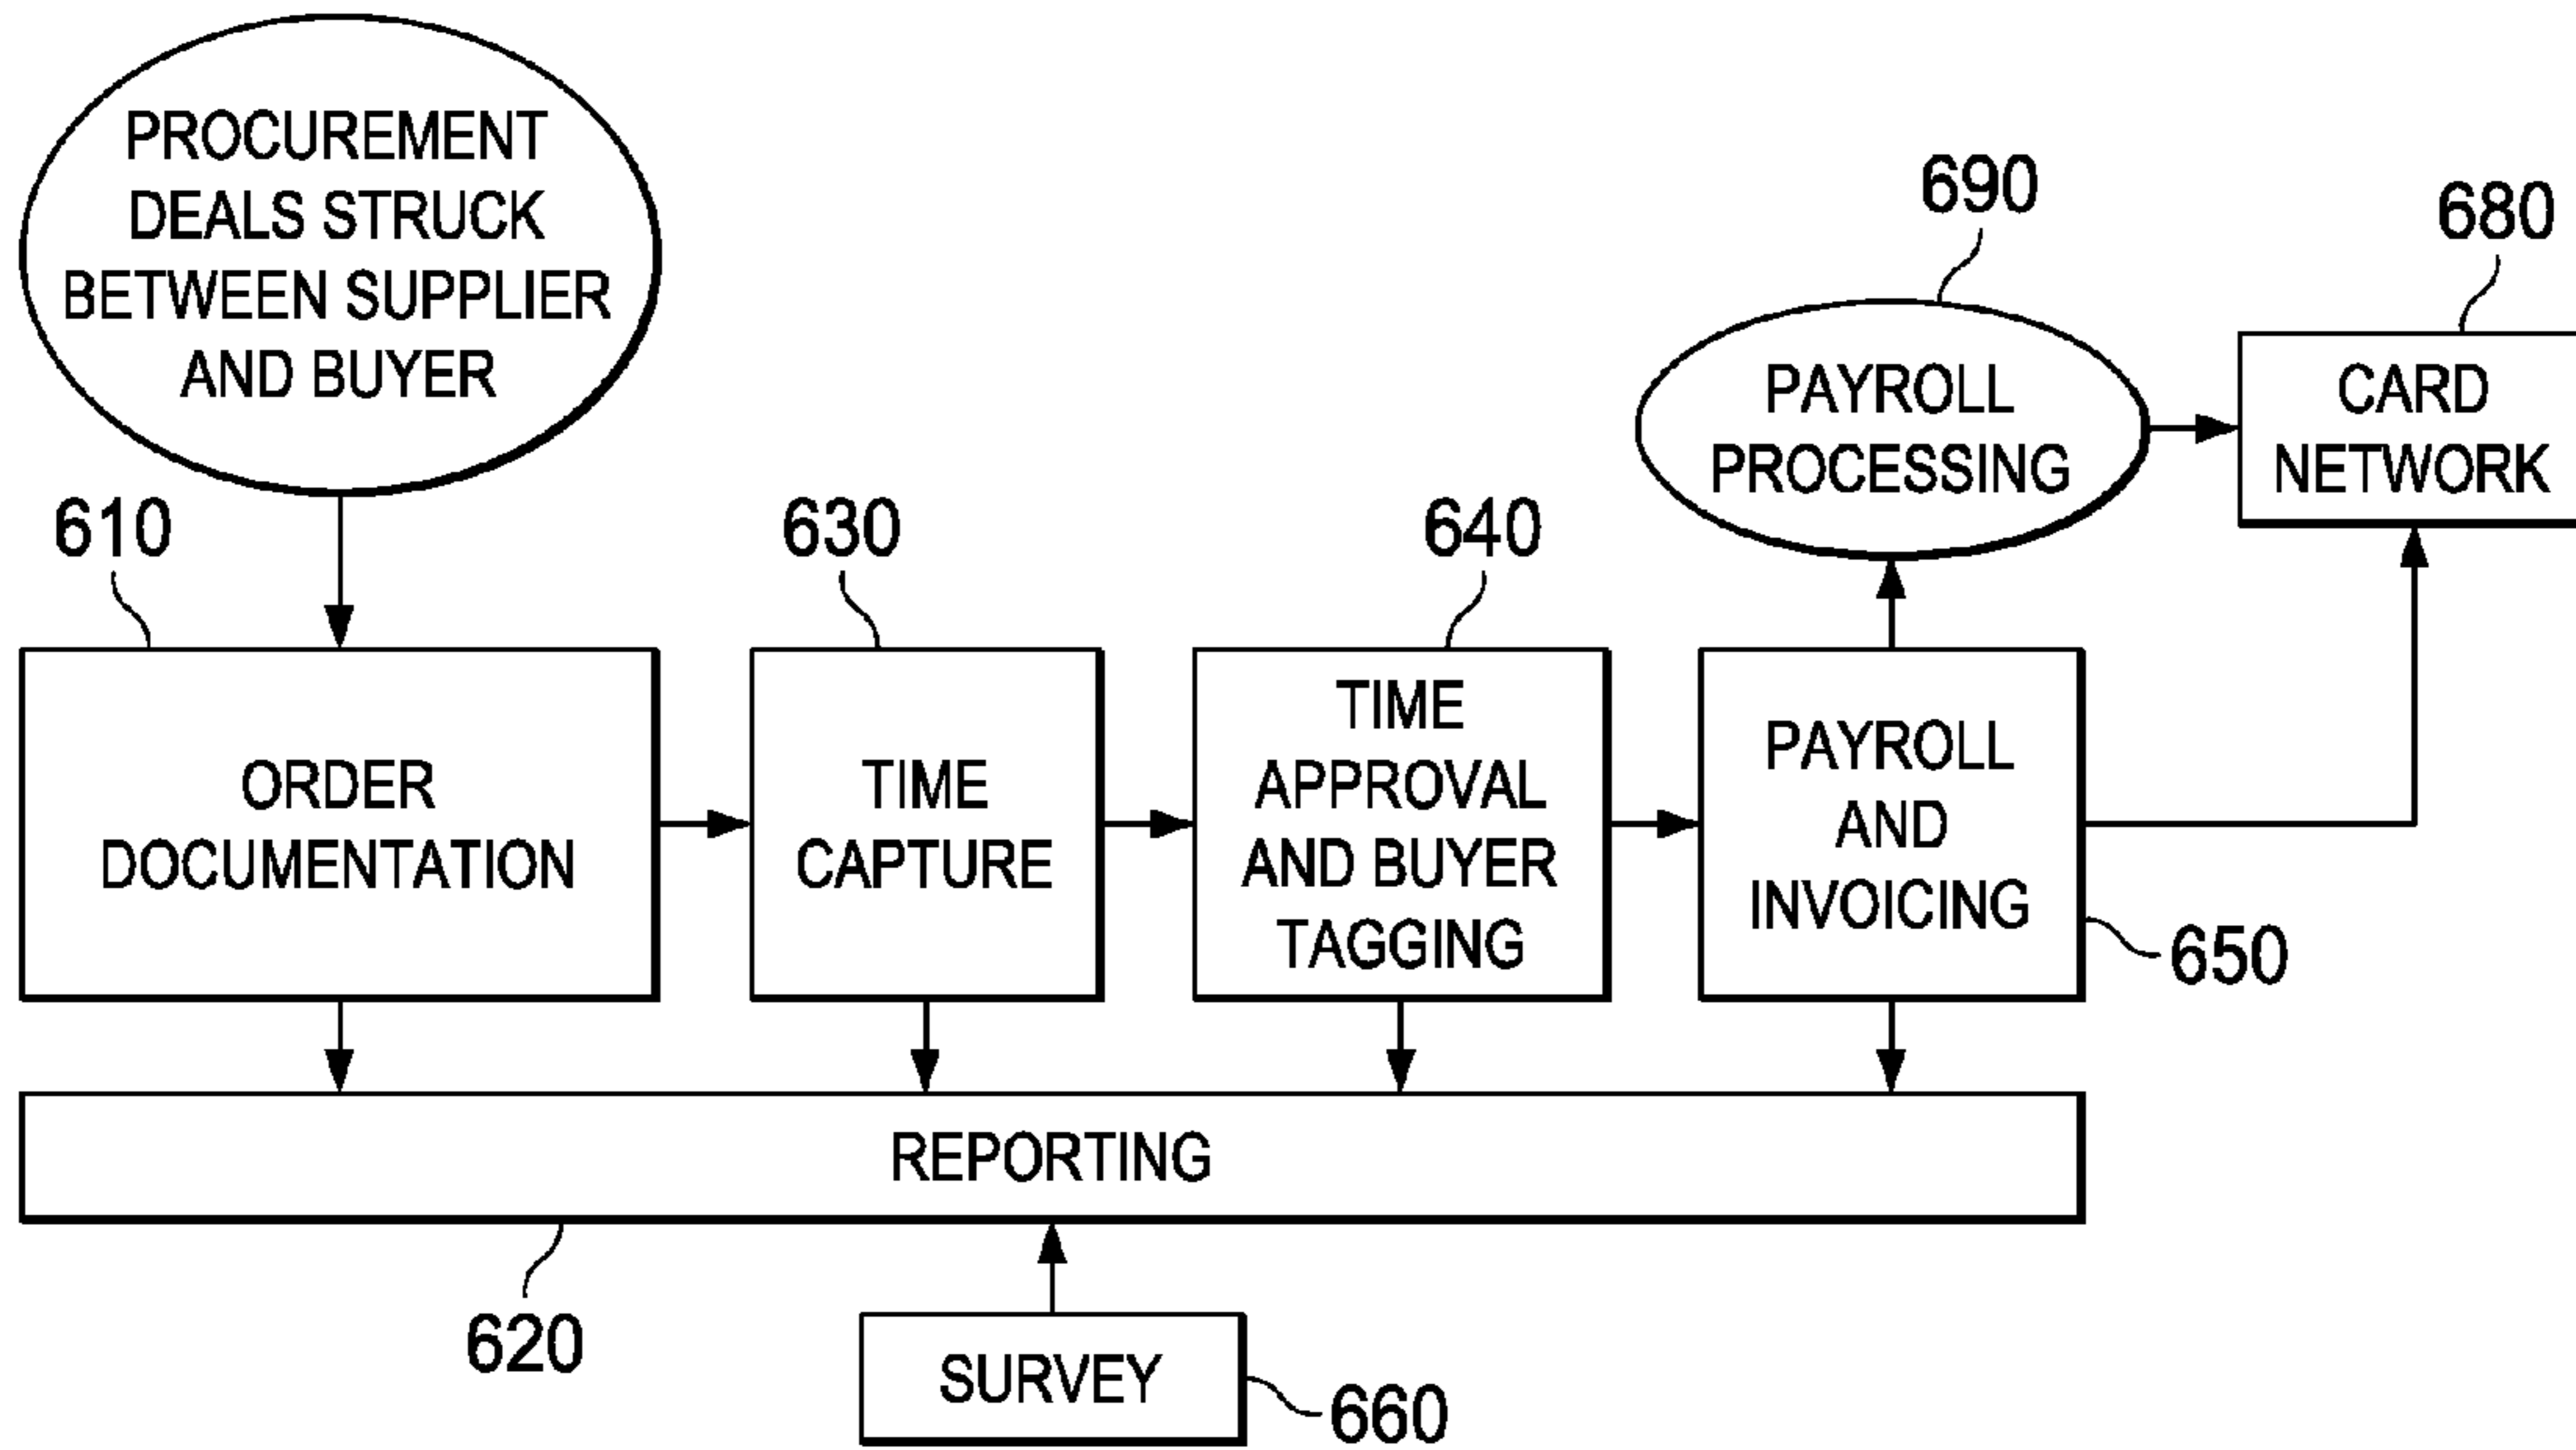 PROCUREMENT
DEALS STRUCK
BETWEEN SUPPLIER
AND BUYER
690
PAYROLL
PROCESSING
680
CARD
NETWORK
610
ORDER
DOCUMENTATION
630
TIME
CAPTURE
640
TIME
APPROVAL
AND BUYER
TAGGING
PAYROLL
AND
INVOICING
650
REPORTING
620
SURVEY
660